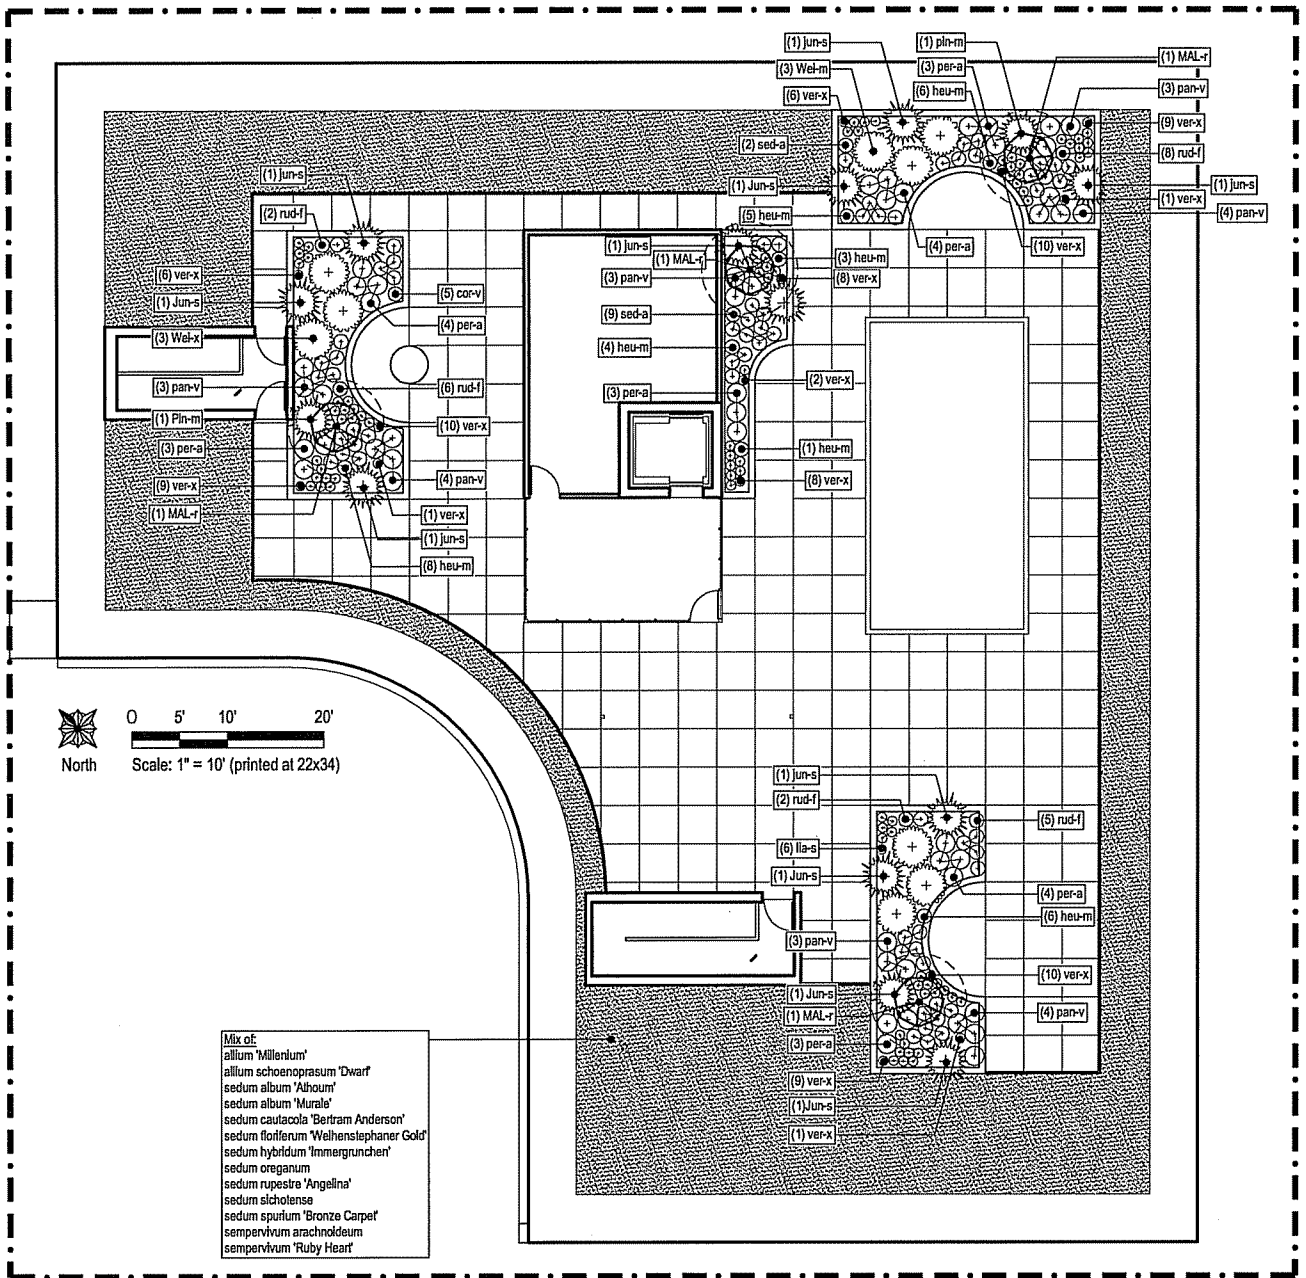 (1) jun-s
(1) pin-m
(1) MAL-r
(3) Wei-m
(3) per-a
(3) pan-v
(6) ver-x
(6) heu-m
(9) ver-x
(2) sed-a
(8) rud-f
(1) Jun-s
(1) jun-s
(5) heu-m
(1) ver-x
(4) pan-v
(4) per-a
(10) ver-x
(1) jun-s
(2) rud-f
(6) ver-x
(1) Jun-s
(3) Wei-x
(3) pan-v
(1) Pin-m
(3) per-a
(9) ver-x
(1) MAL-r
(5) cor-v
(4) per-a
(6) rud-f
(10) ver-x
(4) pan-v
(1) ver-x
(1) jun-s
(8) heu-m
(1) jun-s
(1) MAL-r
(3) pan-v
(9) sed-a
(4) heu-m
(3) per-a
(3) heu-m
(8) ver-x
(2) ver-x
(1) heu-m
(8) ver-x
0 5' 10' 20'
North
Scale: 1" = 10' (printed at 22x34)
(1) jun-s
(2) rud-f
(6) lia-s
(1) Jun-s
(3) pan-v
(1) Jun-s
(1) MAL-r
(3) per-a
(9) ver-x
(1)Jun-s
(1) ver-x
(5) rud-f
(4) per-a
(6) heu-m
(10) ver-x
(4) pan-v
Mix of:
allium 'Millenium'
allium schoenoprasum 'Dwarf'
sedum album 'Athoum'
sedum album 'Murale'
sedum cautacola 'Bertram Anderson'
sedum floriferum 'Weihenstephaner Gold'
sedum hybridum 'Immergrunchen'
sedum oreganum
sedum rupestre 'Angelina'
sedum sichotense
sedum spurium 'Bronze Carpet'
sempervivum arachnoideum
sempervivum 'Ruby Heart'